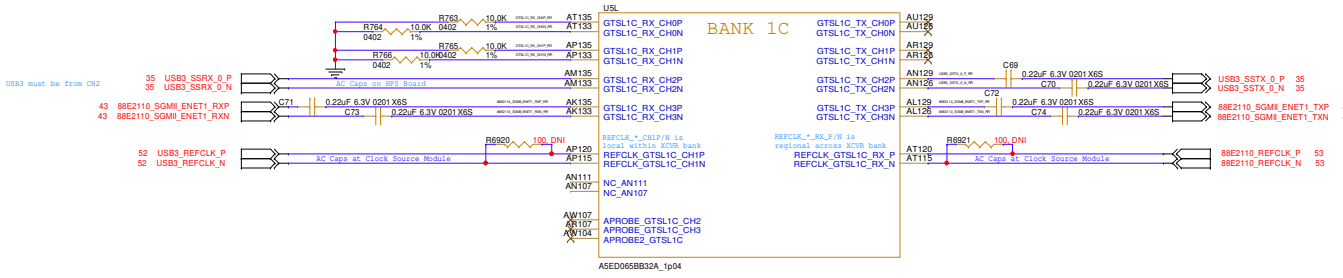 U5L
BANK 1C
R763 10.0K
R764 10.0K 0402 1%
0402 1%
AT135 GTSL1C_RX_CH0P
AT133 GTSL1C_RX_CH0N
R765 10.0K
R766 10.0K 0402 1%
0402 1%
AP135 GTSL1C_RX_CH1P
AP133 GTSL1C_RX_CH1N
USB3 must be from CH2
35 USB3_SSRX_0_P
35 USB3_SSRX_0_N
AC Caps on HPS Board
AM135 GTSL1C_RX_CH2P
AM133 GTSL1C_RX_CH2N
43 88E2110_SGMII_ENET1_RXP
43 88E2110_SGMII_ENET1_RXN
C71 0.22uF 6.3V 0201 X6S
C73 0.22uF 6.3V 0201 X6S
AK135 GTSL1C_RX_CH3P
AK133 GTSL1C_RX_CH3N
R6920 100, DNI
52 USB3_REFCLK_P
52 USB3_REFCLK_N
AC Caps at Clock Source Module
REFCLK_*_CH1P/N is
local within XCVR bank
AP120 REFCLK_GTSL1C_CH1P
AP115 REFCLK_GTSL1C_CH1N
AN111 NC_AN111
AN107 NC_AN107
AW107 APROBE_GTSL1C_CH2
AR107 APROBE_GTSL1C_CH3
AW104 APROBE2_GTSL1C
GTSL1C_TX_CH0P AU129
GTSL1C_TX_CH0N AU126
GTSL1C_TX_CH1P AR129
GTSL1C_TX_CH1N AR126
GTSL1C_TX_CH2P AN129
GTSL1C_TX_CH2N AN126
C69 0.22uF 6.3V 0201 X6S
C70 0.22uF 6.3V 0201 X6S
USB3_SSTX_0_P 35
USB3_SSTX_0_N 35
GTSL1C_TX_CH3P AL129
GTSL1C_TX_CH3N AL126
C72 0.22uF 6.3V 0201 X6S
C74 0.22uF 6.3V 0201 X6S
88E2110_SGMII_ENET1_TXP
88E2110_SGMII_ENET1_TXN
REFCLK_*_RX_P/N is
regional across XCVR bank
REFCLK_GTSL1C_RX_P AT120
REFCLK_GTSL1C_RX_N AT115
R6921 100, DNI
AC Caps at Clock Source Module
88E2110_REFCLK_P 53
88E2110_REFCLK_N 53
A5ED065BB32A_1p04